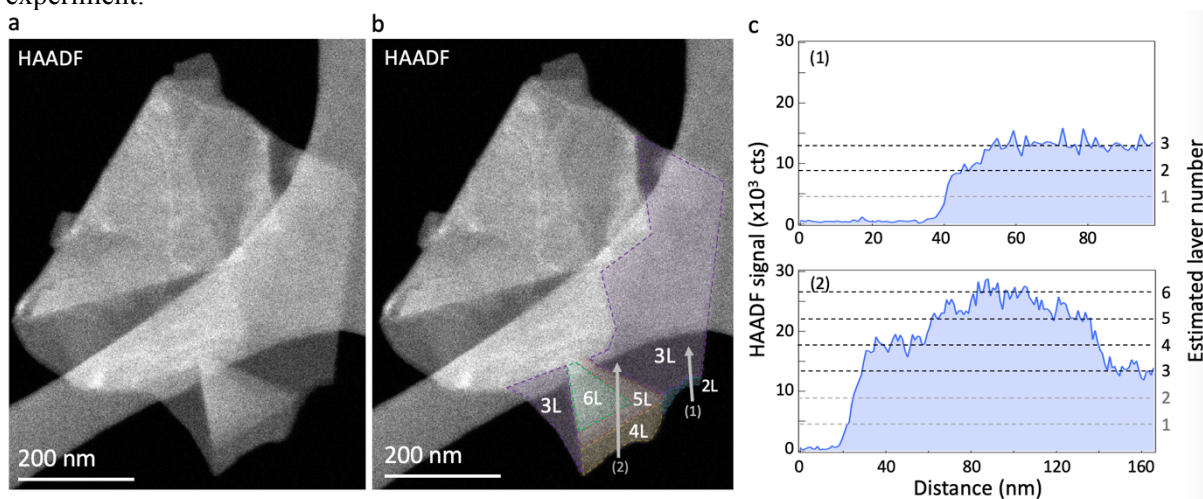 experiment.
a
b
c
HAADF
200 nm
HAADF
3L
2L
6L
5L
3L
4L
(1)
(2)
200 nm
30
(1)
20
10
0
3
2
1
0
20
40
60
80
30
(2)
20
10
0
6
5
4
3
2
1
0
40
80
120
160
Distance (nm)
HAADF signal (x10³ cts)
Estimated layer number